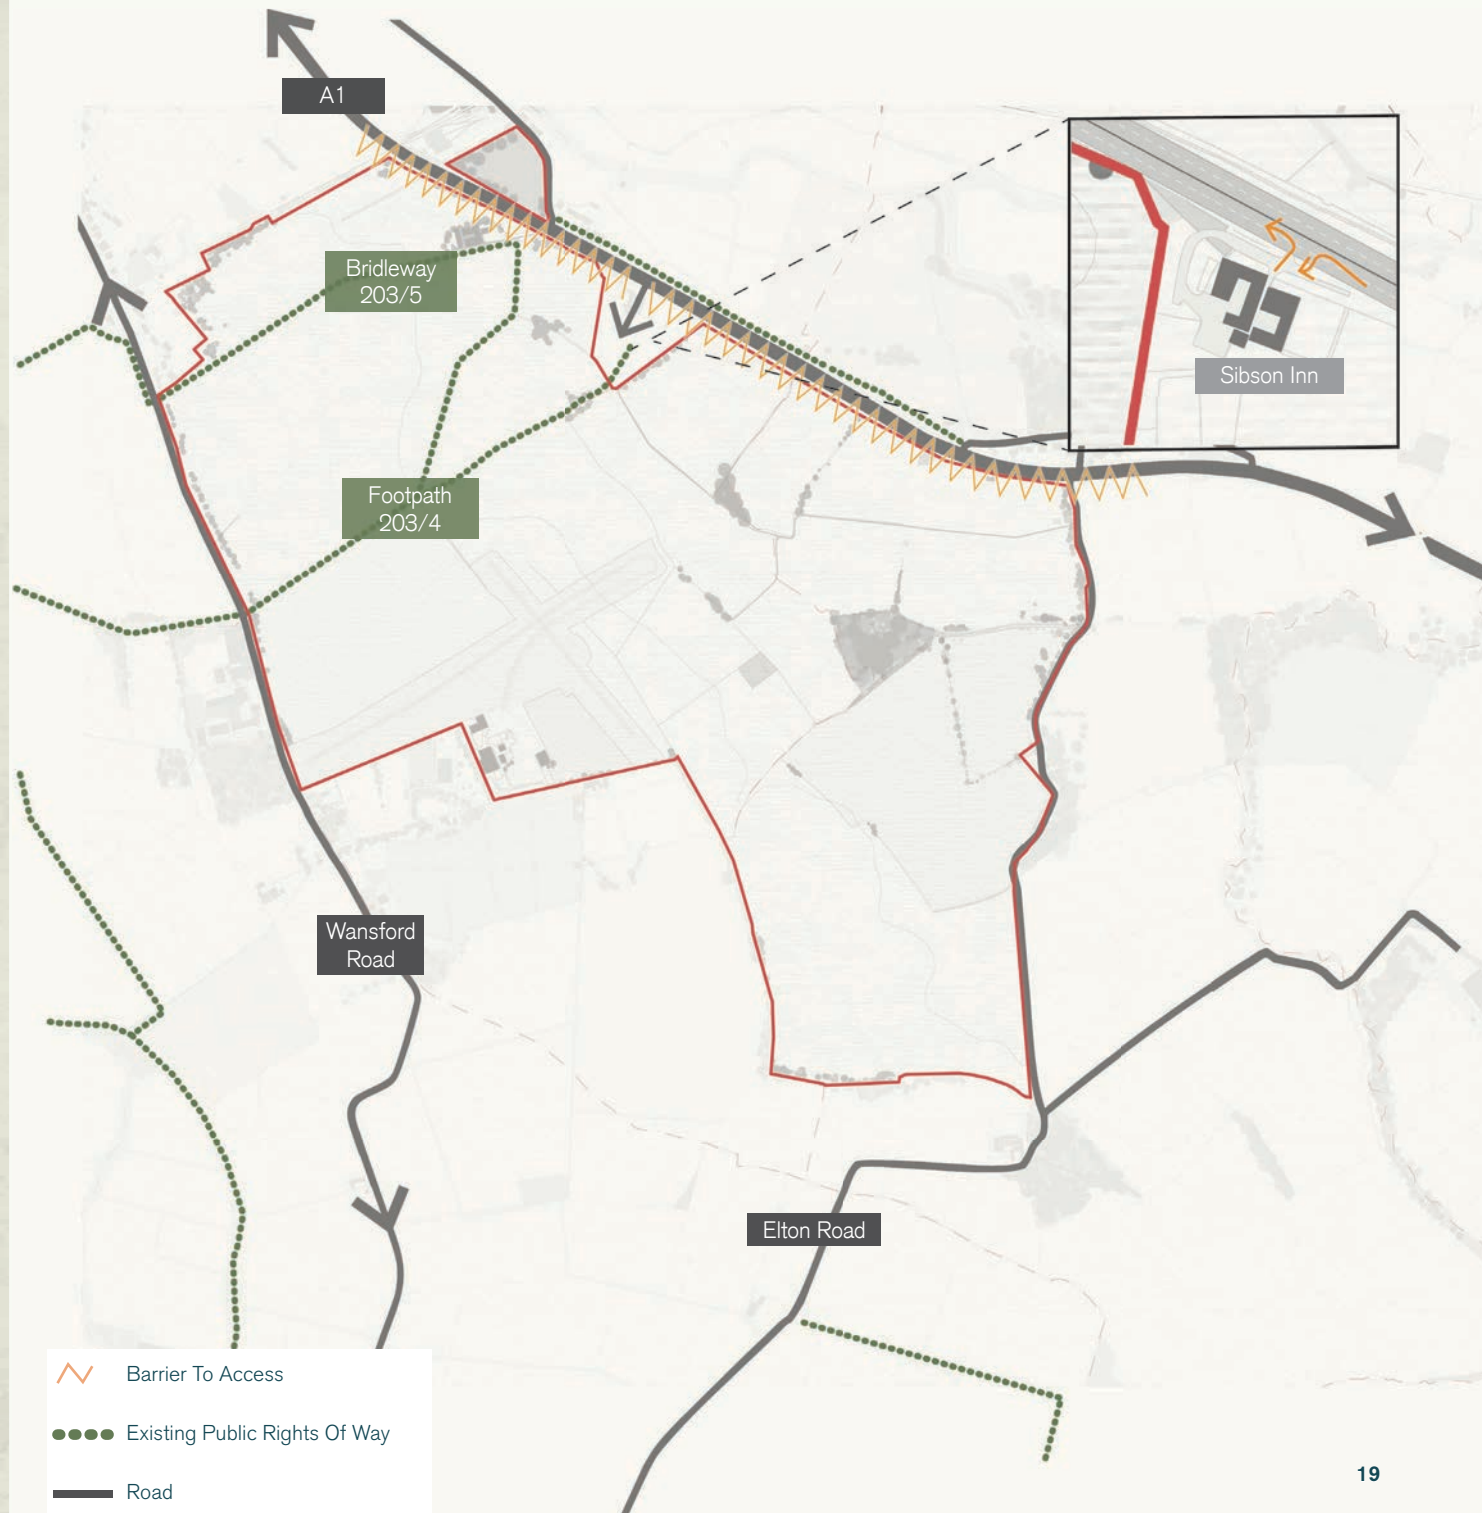 A1
Bridleway
203/5
Sibson Inn
Footpath
203/4
Wansford
Road
Elton Road
Barrier To Access
Existing Public Rights Of Way
Road
19